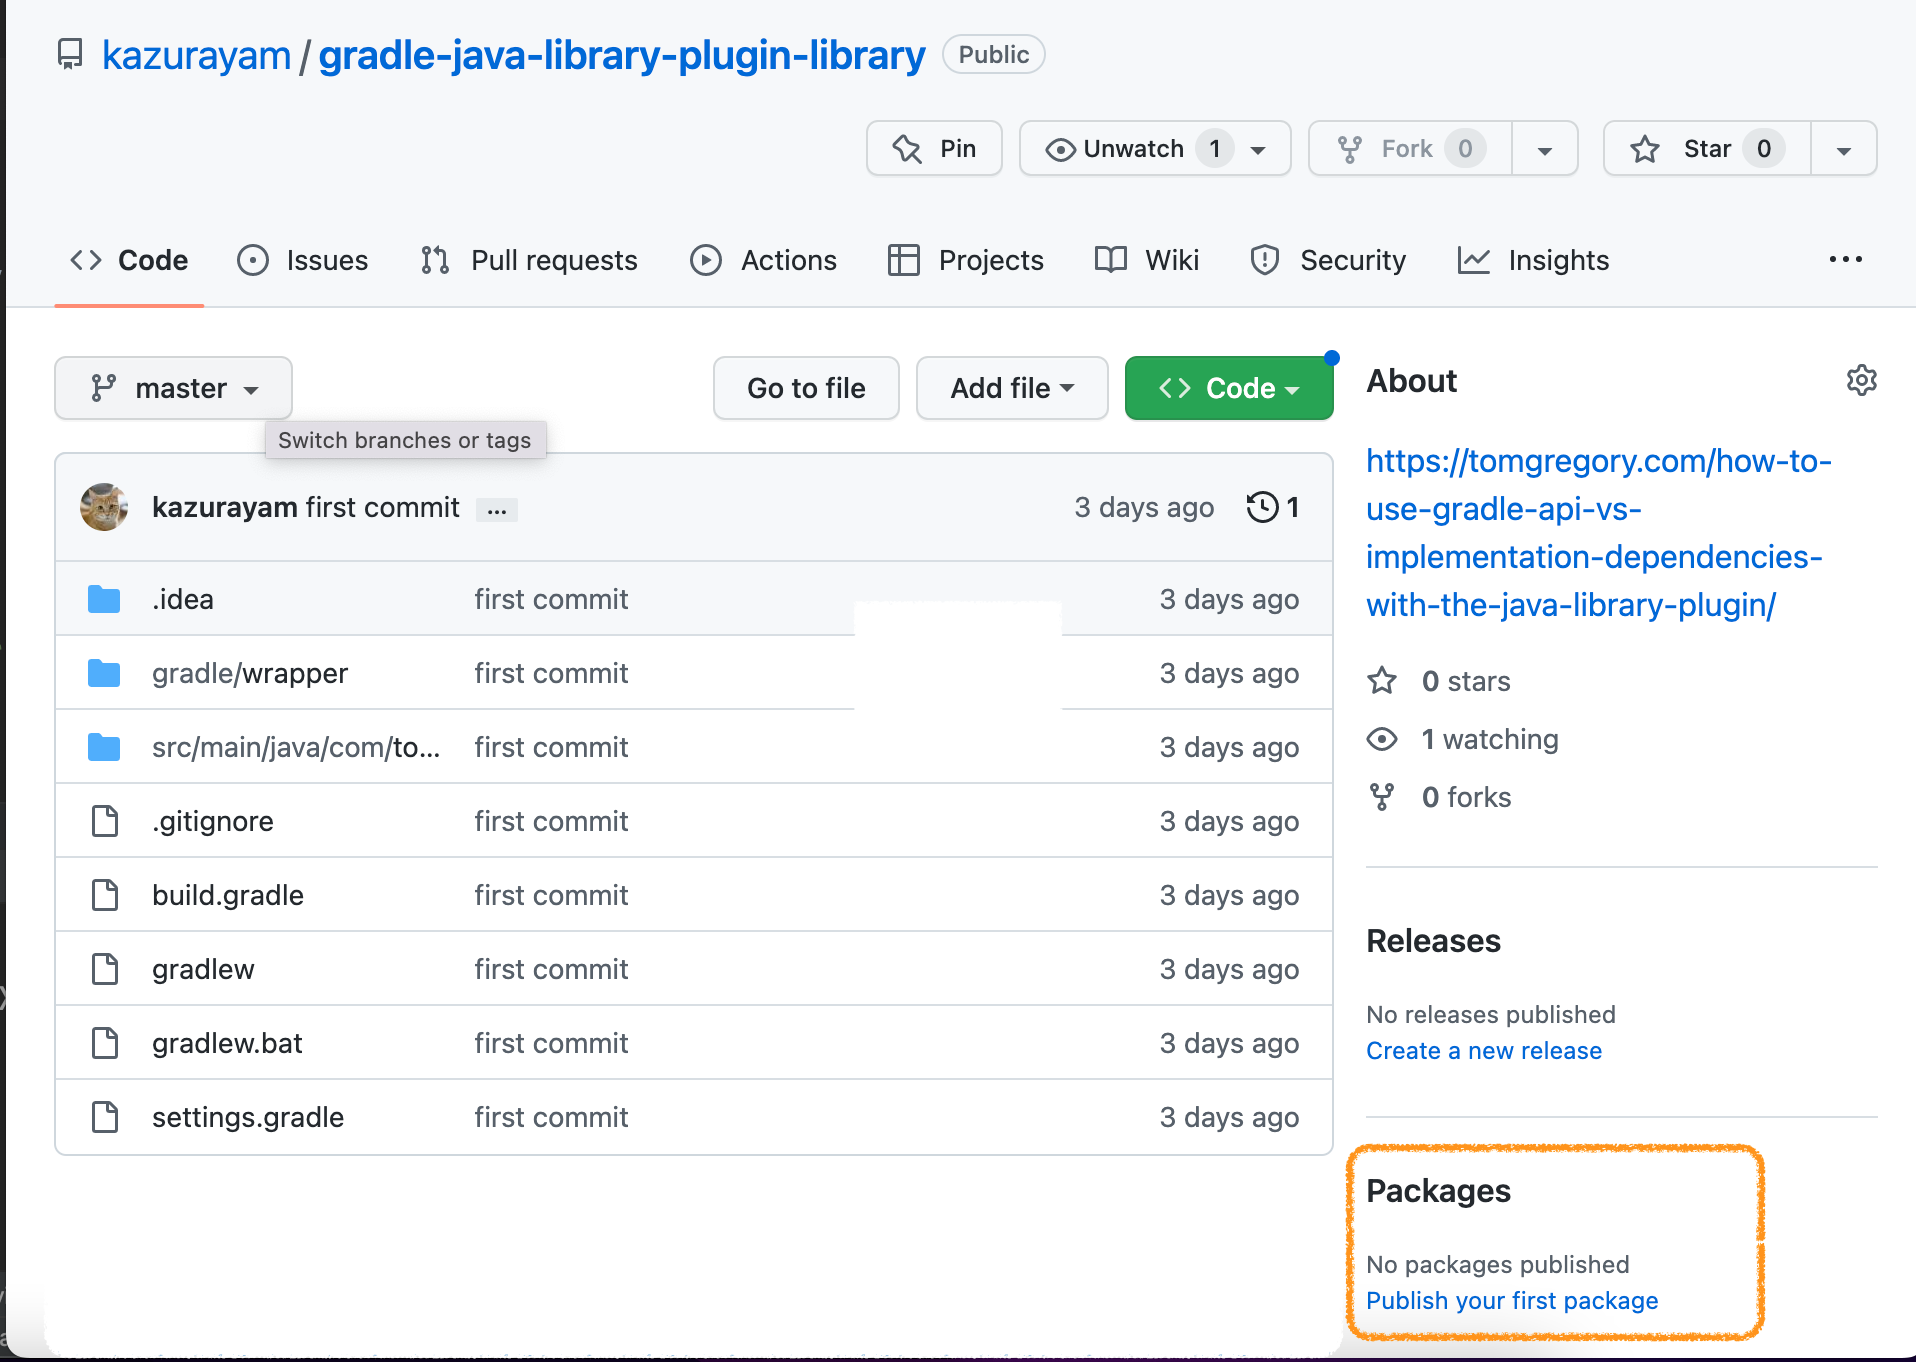 kazurayam / gradle-java-library-plugin-library Public
Pin Unwatch 1 Fork 0 Star 0
Code Issues Pull requests Actions Projects Wiki Security Insights ...
master Go to file Add file Code
Switch branches or tags
kazurayam first commit ... 3 days ago 1
.idea first commit 3 days ago
gradle/wrapper first commit 3 days ago
src/main/java/com/to... first commit 3 days ago
.gitignore first commit 3 days ago
build.gradle first commit 3 days ago
gradlew first commit 3 days ago
gradlew.bat first commit 3 days ago
settings.gradle first commit 3 days ago
About
https://tomgregory.com/how-to-
use-gradle-api-vs-
implementation-dependencies-
with-the-java-library-plugin/
0 stars
1 watching
0 forks
Releases
No releases published
Create a new release
Packages
No packages published
Publish your first package